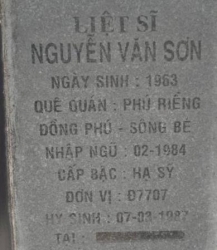 LIỆT SĨ
NGUYỄN VĂN SƠN
NGÀY SINH : 1963
QUÊ QUÁN : PHÚ RIỀNG
ĐỒNG PHÚ - SÔNG BÉ
NHẬP NGŨ : 02-1984
CẤP BẬC : HẠ SỸ
ĐƠN VỊ : Đ7707
HY SINH : 07-03-1987
TẠI :